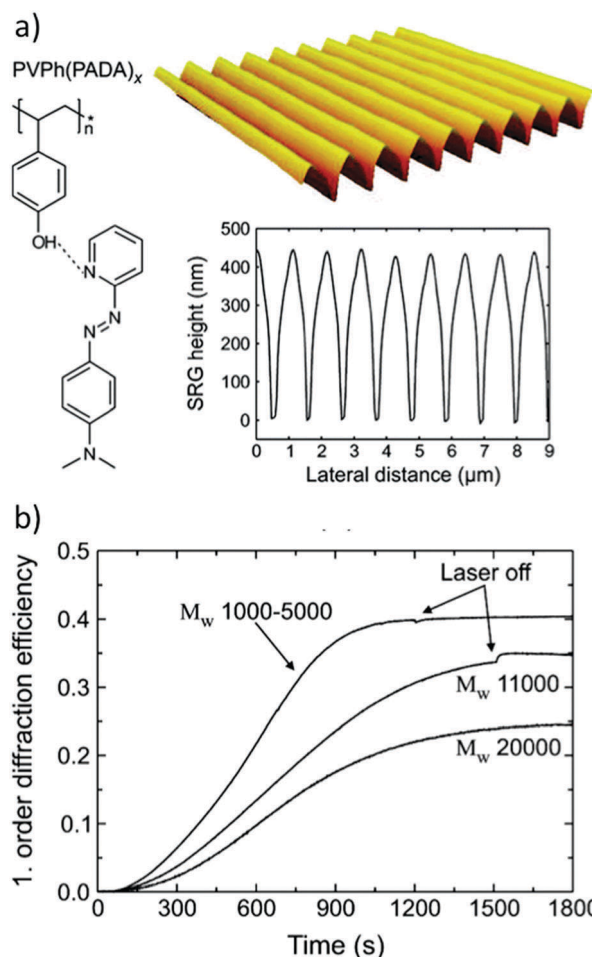 a)
PVPh(PADA)x
*
n
OH
N
N
N
N
500
400
300
200
100
0
SRG height (nm)
0 1 2 3 4 5 6 7 8 9
Lateral distance (µm)
b)
0.5
0.4
0.3
0.2
0.1
0.0
1. order diffraction efficiency
Laser off
Mw 1000-5000
Mw 11000
Mw 20000
0 300 600 900 1200 1500 1800
Time (s)